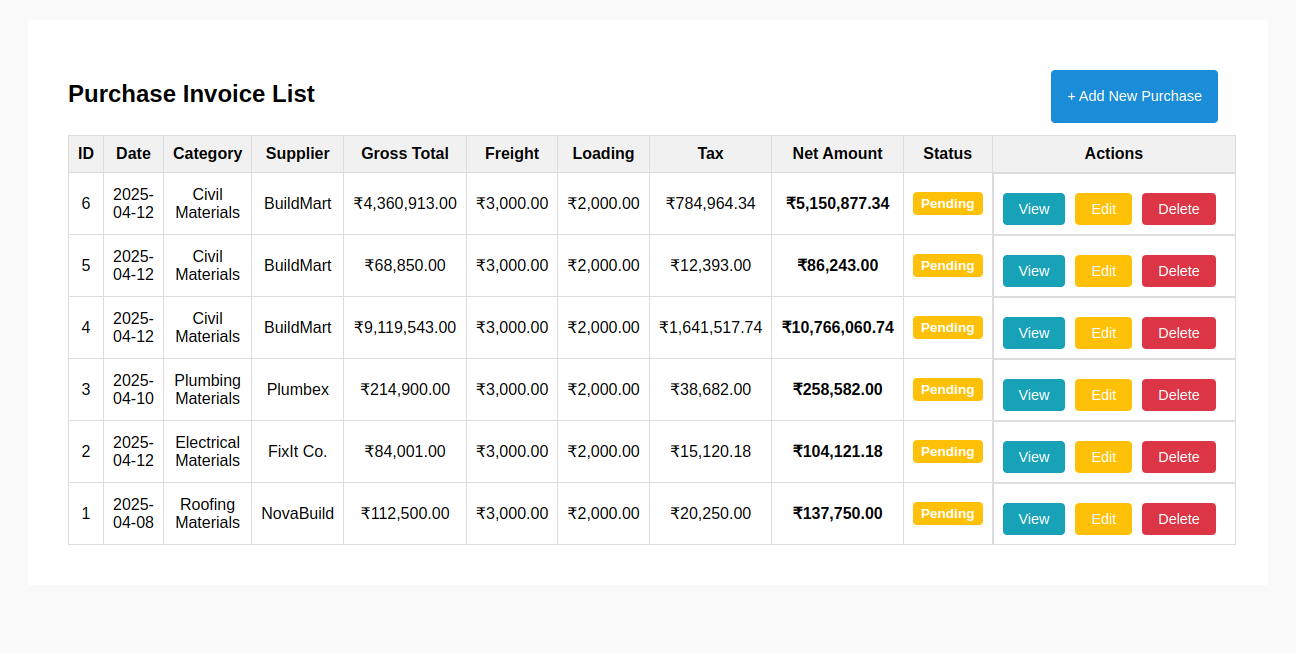 Purchase Invoice List
+ Add New Purchase
ID Date Category Supplier Gross Total Freight Loading Tax Net Amount Status Actions
6 2025-04-12 Civil Materials BuildMart ₹4,360,913.00 ₹3,000.00 ₹2,000.00 ₹784,964.34 ₹5,150,877.34 Pending View Edit Delete
5 2025-04-12 Civil Materials BuildMart ₹68,850.00 ₹3,000.00 ₹2,000.00 ₹12,393.00 ₹86,243.00 Pending View Edit Delete
4 2025-04-12 Civil Materials BuildMart ₹9,119,543.00 ₹3,000.00 ₹2,000.00 ₹1,641,517.74 ₹10,766,060.74 Pending View Edit Delete
3 2025-04-10 Plumbing Materials Plumbex ₹214,900.00 ₹3,000.00 ₹2,000.00 ₹38,682.00 ₹258,582.00 Pending View Edit Delete
2 2025-04-12 Electrical Materials FixIt Co. ₹84,001.00 ₹3,000.00 ₹2,000.00 ₹15,120.18 ₹104,121.18 Pending View Edit Delete
1 2025-04-08 Roofing Materials NovaBuild ₹112,500.00 ₹3,000.00 ₹2,000.00 ₹20,250.00 ₹137,750.00 Pending View Edit Delete